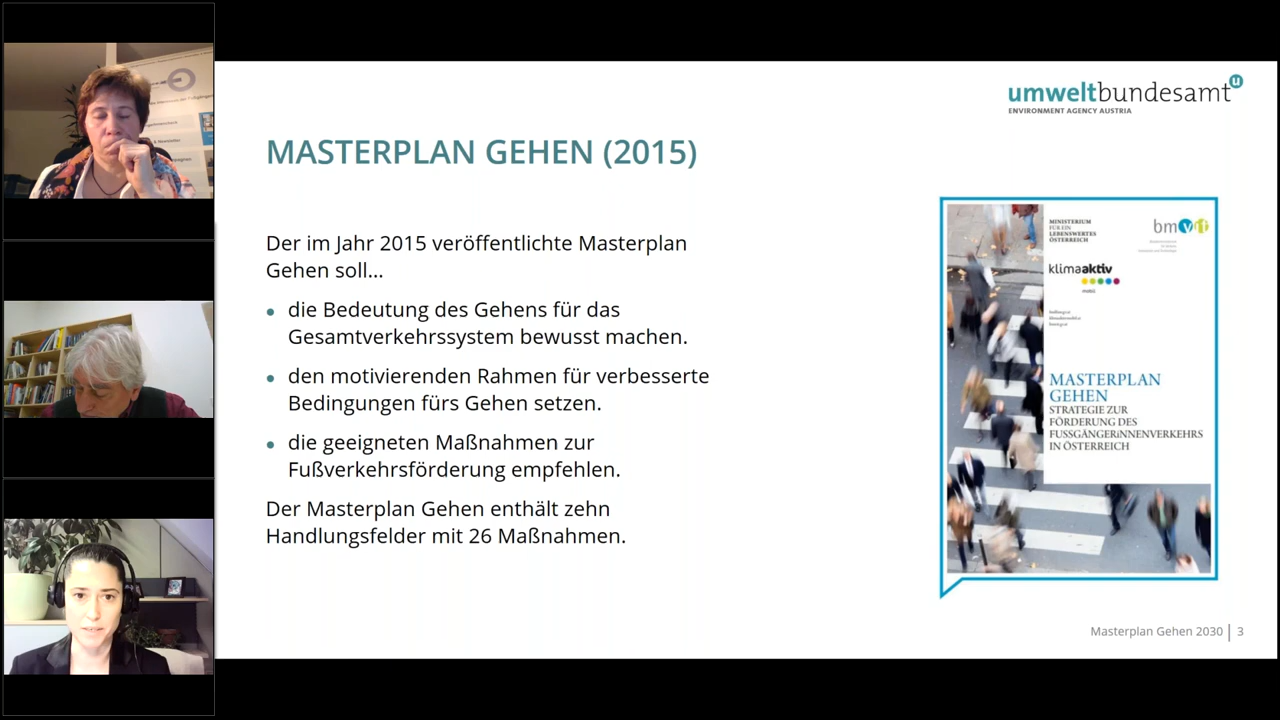 umweltbundesamt
ENVIRONMENT AGENCY AUSTRIA
MASTERPLAN GEHEN (2015)
Der im Jahr 2015 veröffentlichte Masterplan
Gehen soll...
• die Bedeutung des Gehens für das
Gesamtverkehrssystem bewusst machen.
• den motivierenden Rahmen für verbesserte
Bedingungen fürs Gehen setzen.
• die geeigneten Maßnahmen zur
Fußverkehrsförderung empfehlen.
Der Masterplan Gehen enthält zehn
Handlungsfelder mit 26 Maßnahmen.
MINISTERIUM
FÜR EIN
LEBENSWERTES
ÖSTERREICH
bmvit
klimaaktiv
mobil
MASTERPLAN
GEHEN
STRATEGIE ZUR
FÖRDERUNG DES
FUSSGÄNGERiNNENVERKEHRS
IN ÖSTERREICH
Masterplan Gehen 2030 | 3